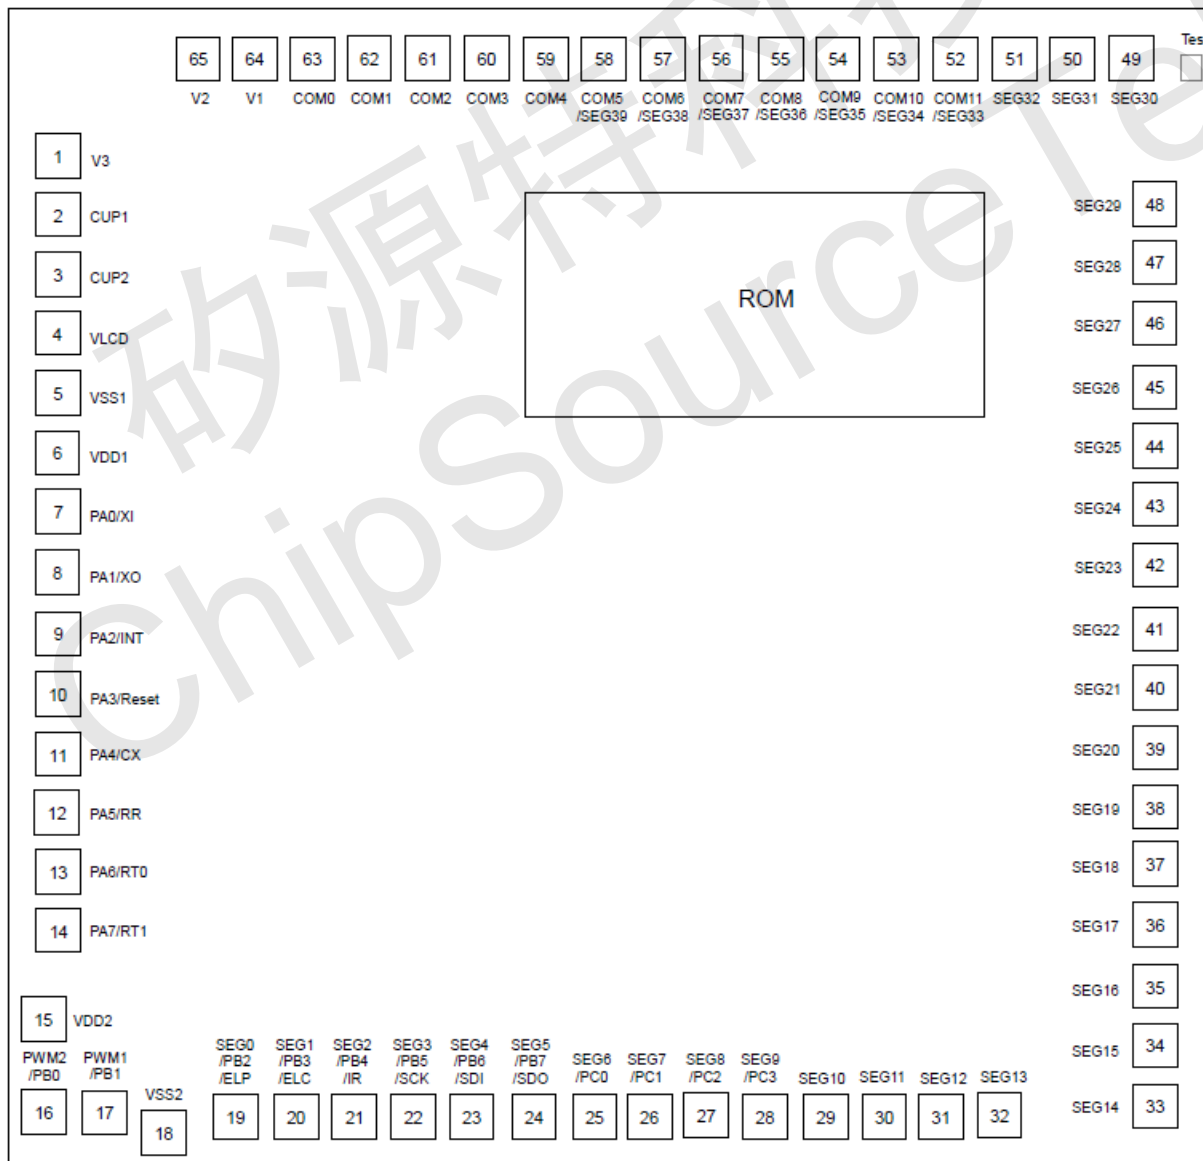 65 64 63 62 61 60 59 58 57 56 55 54 53 52 51 50 49 Tes
V2 V1 COM0 COM1 COM2 COM3 COM4 COM5 COM6 COM7 COM8 COM9 COM10 COM11 SEG32 SEG31 SEG30
/SEG39 /SEG38 /SEG37 /SEG36 /SEG35 /SEG34 /SEG33
1 V3
2 CUP1
3 CUP2
4 VLCD
5 VSS1
6 VDD1
7 PA0/XI
8 PA1/XO
9 PA2/INT
10 PA3/Reset
11 PA4/CX
12 PA5/RR
13 PA6/RT0
14 PA7/RT1
15 VDD2
ROM
SEG29 48
SEG28 47
SEG27 46
SEG26 45
SEG25 44
SEG24 43
SEG23 42
SEG22 41
SEG21 40
SEG20 39
SEG19 38
SEG18 37
SEG17 36
SEG16 35
SEG15 34
SEG14 33
PWM2 PWM1
/PB0 /PB1
VSS2
16 17 18
SEG0 SEG1 SEG2 SEG3 SEG4 SEG5 SEG6 SEG7 SEG8 SEG9 SEG10 SEG11 SEG12 SEG13
/PB2 /PB3 /PB4 /PB5 /PB6 /PB7 /PC0 /PC1 /PC2 /PC3
/ELP /ELC /IR /SCK /SDI /SDO
19 20 21 22 23 24 25 26 27 28 29 30 31 32
矽源特科
ChipSourceTe